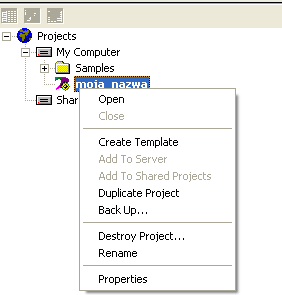 Projects
My Computer
Samples
moja_nazwa
Shar
Open
Close
Create Template
Add To Server
Add To Shared Projects
Duplicate Project
Back Up...
Destroy Project...
Rename
Properties